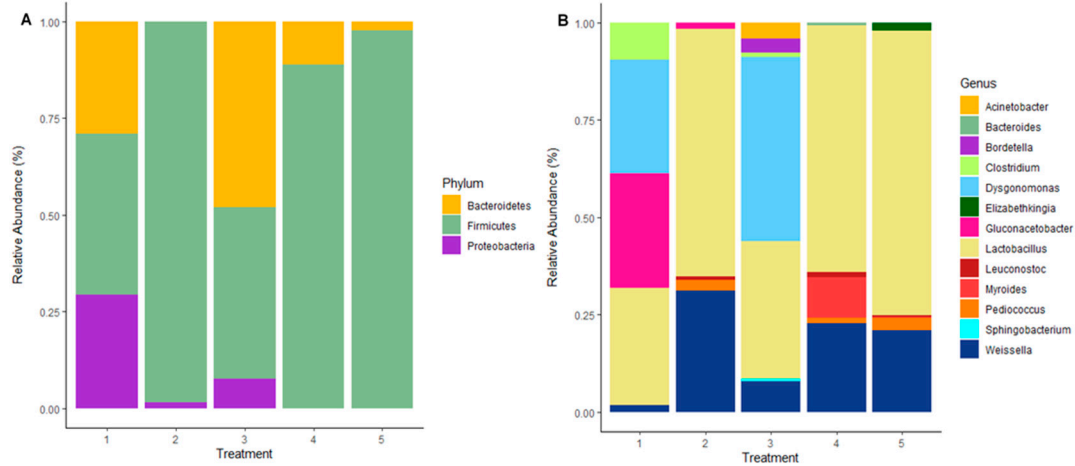 A
Relative Abundance (%)
1.00
0.75
0.50
0.25
0.00
1 2 3 4 5
Treatment
Phylum
Bacteroidetes
Firmicutes
Proteobacteria
B
Relative Abundance (%)
1.00
0.75
0.50
0.25
0.00
1 2 3 4 5
Treatment
Genus
Acinetobacter
Bacteroides
Bordetella
Clostridium
Dysgonomonas
Elizabethkingia
Gluconacetobacter
Lactobacillus
Leuconostoc
Myroides
Pediococcus
Sphingobacterium
Weissella